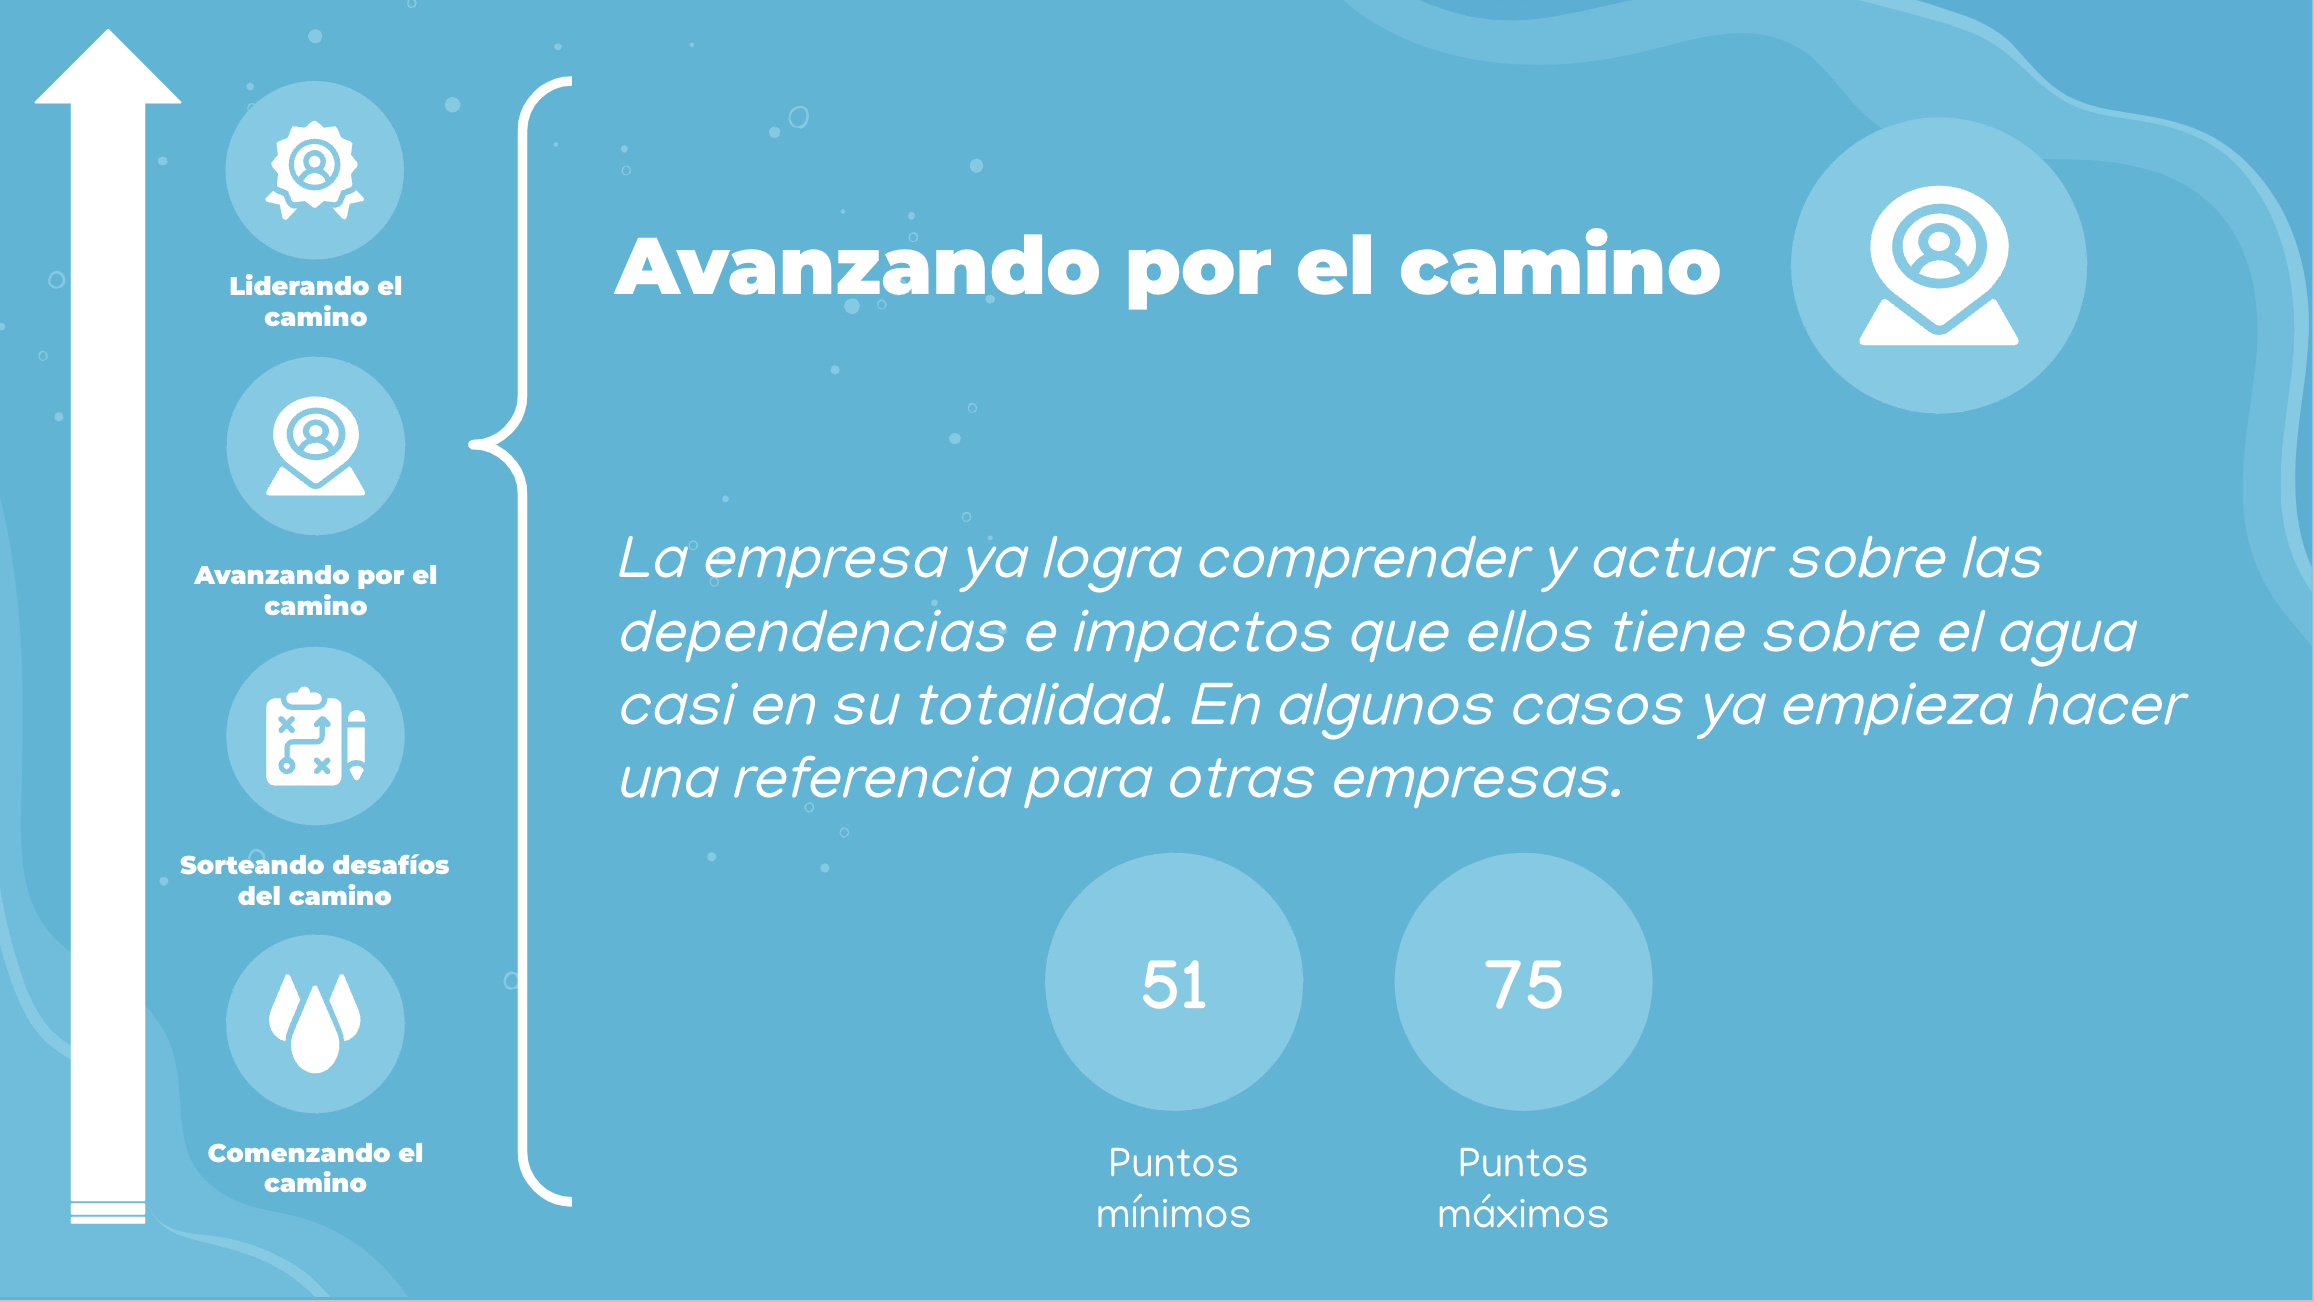 Liderando el
camino
Avanzando por el
camino
Sorteando desafíos
del camino
Comenzando el
camino
Avanzando por el camino
La empresa ya logra comprender y actuar sobre las
dependencias e impactos que ellos tiene sobre el agua
casi en su totalidad. En algunos casos ya empieza hacer
una referencia para otras empresas.
51
Puntos
mínimos
75
Puntos
máximos